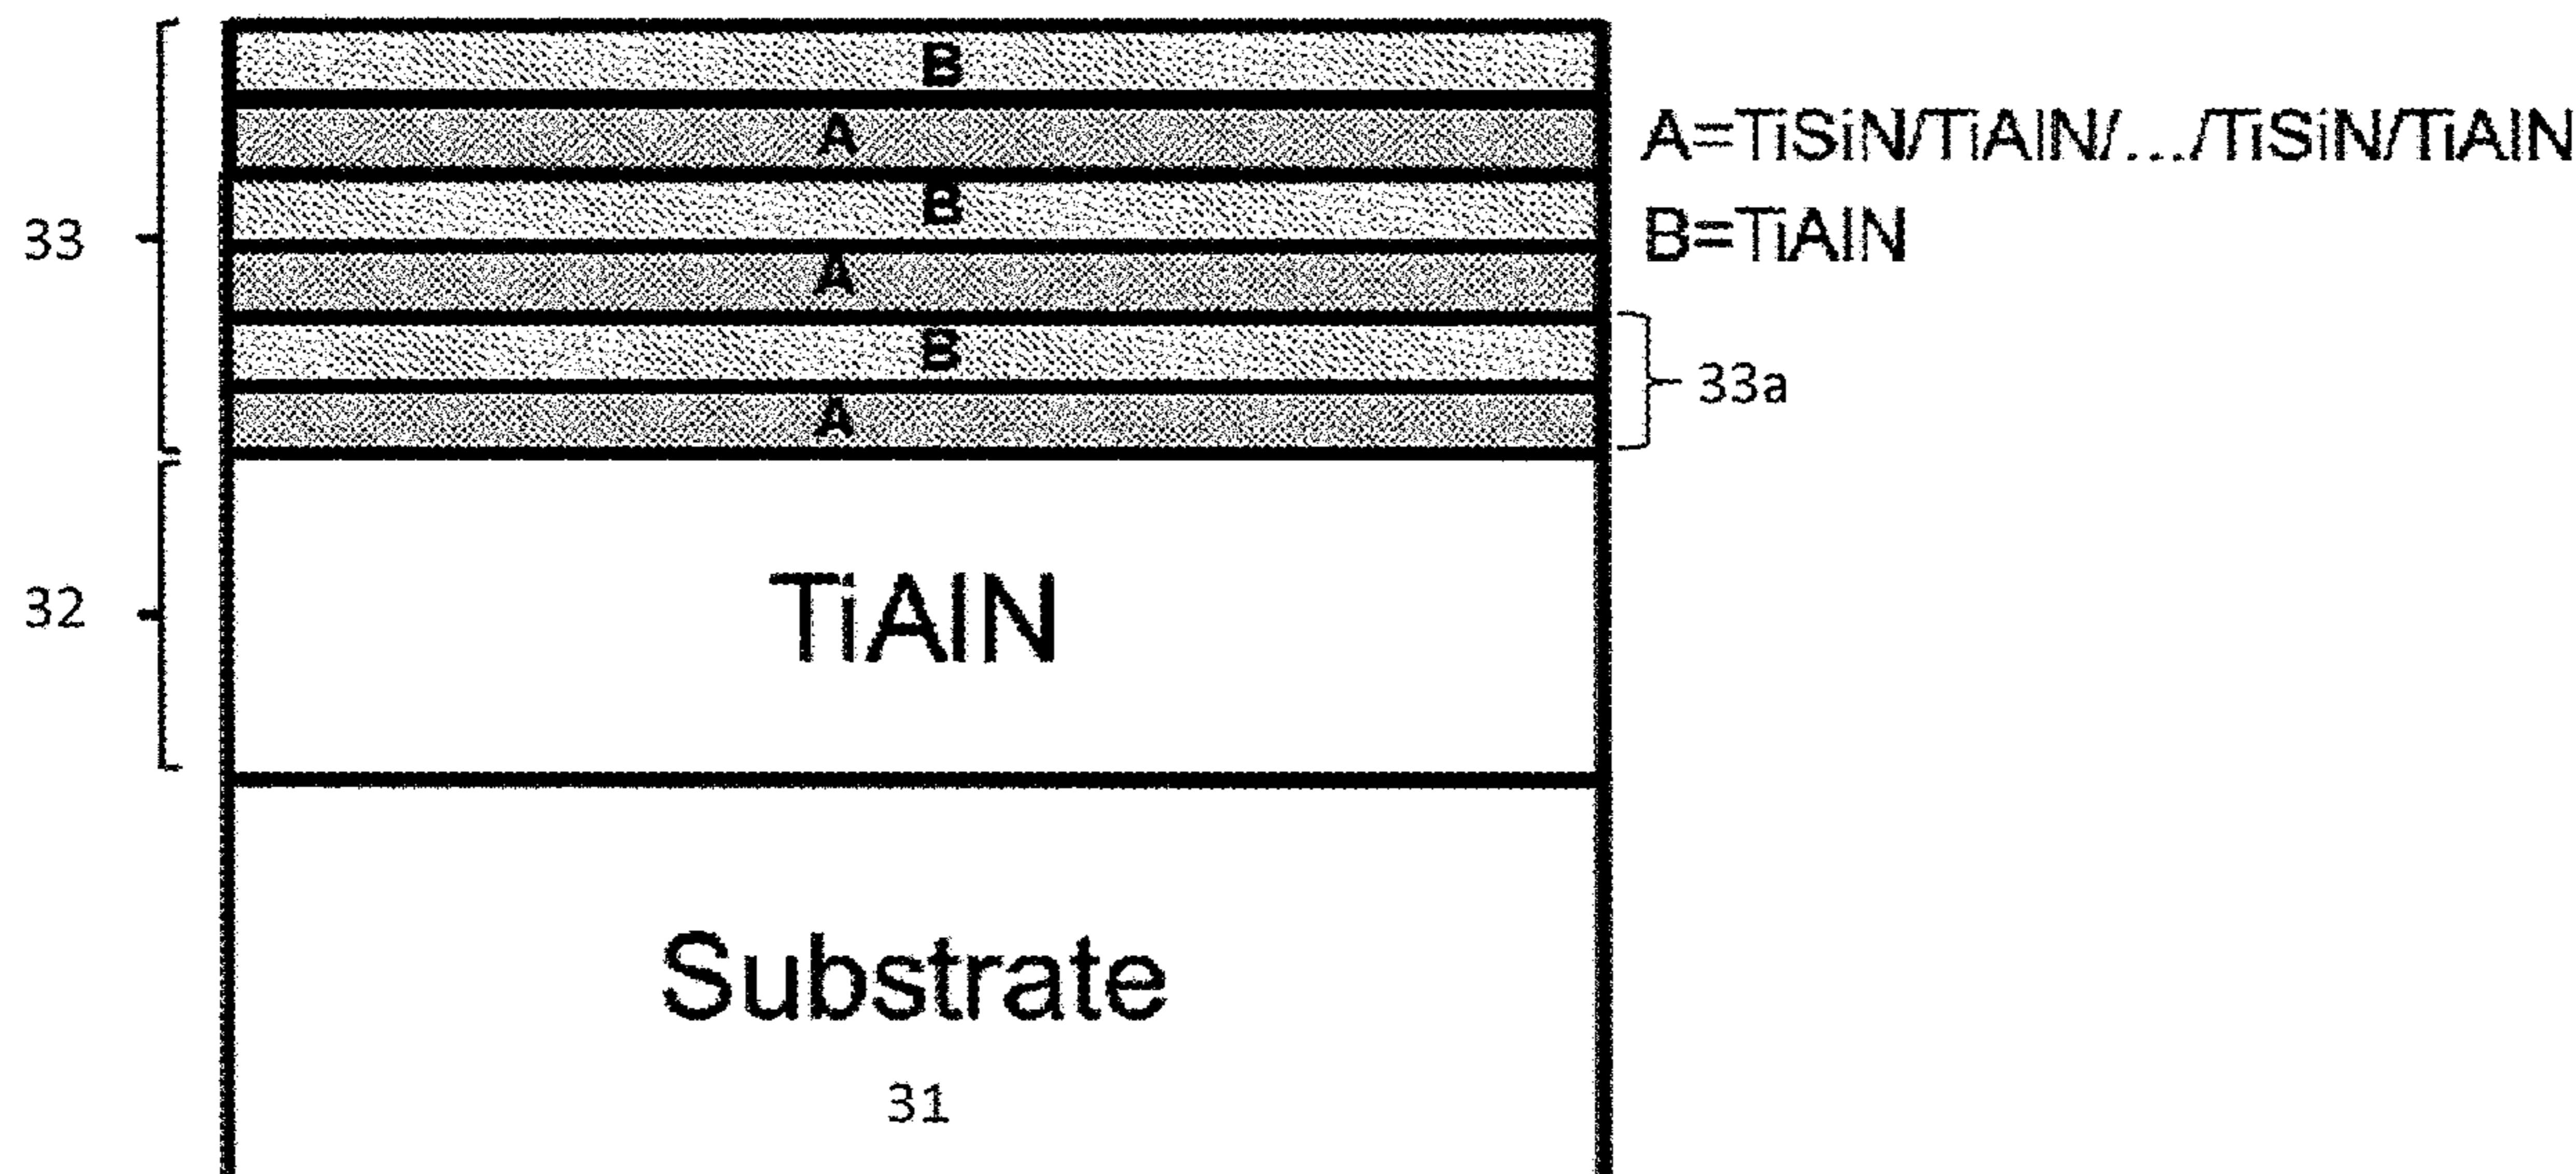 B
A
A=TiSiN/TiAlN/.../TiSiN/TiAlN
B
B=TiAlN
33
A
B
33a
A
TiAlN
32
Substrate
31